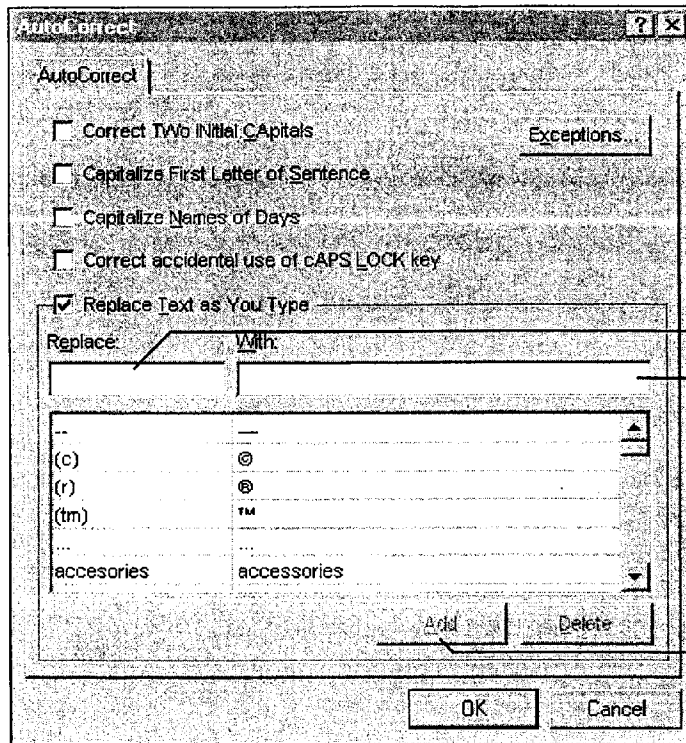 AutoCorrect
AutoCorrect
Correct TWo INitial CApitals
Exceptions...
Capitalize First Letter of Sentence
Capitalize Names of Days
Correct accidental use of cAPS LOCK key
Replace Text as You Type
Replace: With:
-- —
(c) ©
(r) ®
(tm) ™
... ...
accesories accessories
Add Delete
OK Cancel